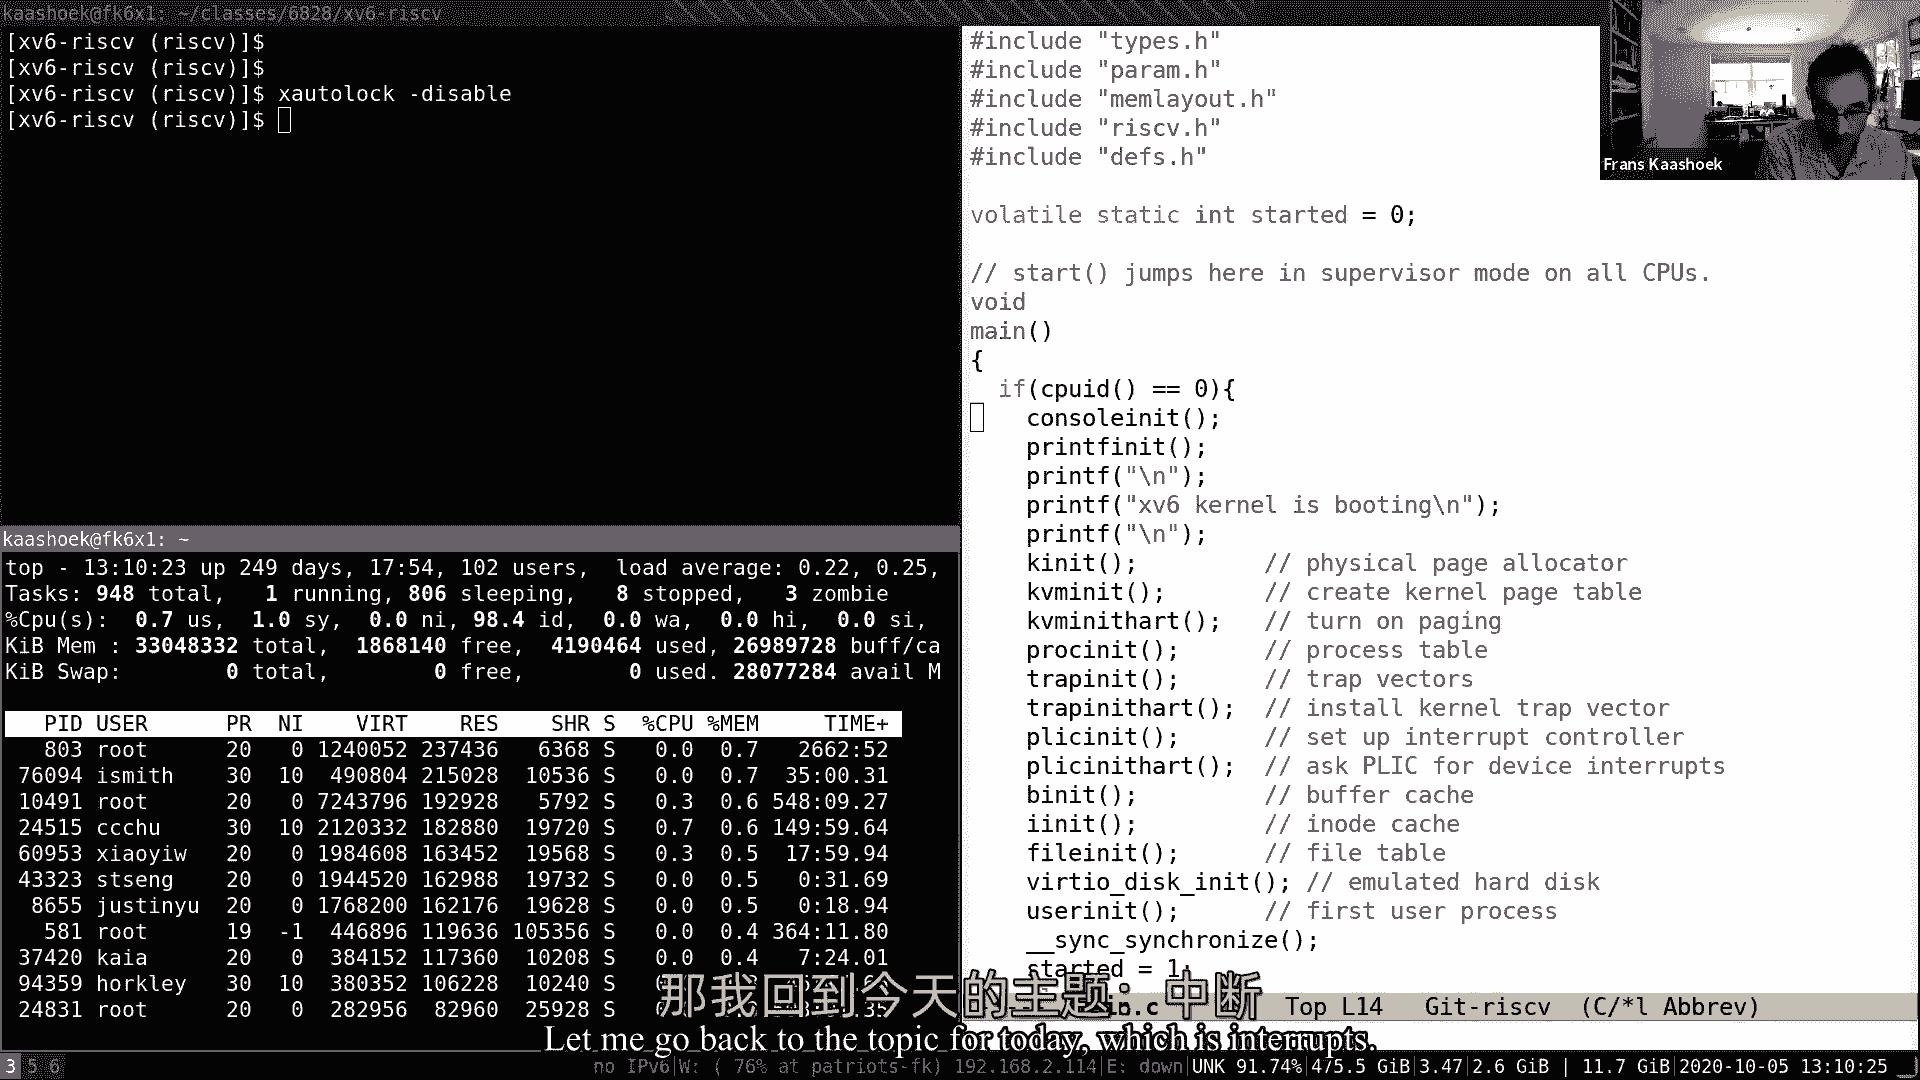 kaashoek@fk6x1: ~/classes/6828/xv6-riscv
[xv6-riscv (riscv)]$
[xv6-riscv (riscv)]$
[xv6-riscv (riscv)]$ xautolock -disable
[xv6-riscv (riscv)]$
kaashoek@fk6x1: ~
top - 13:10:23 up 249 days, 17:54, 102 users,  load average: 0.22, 0.25,
Tasks: 948 total,   1 running, 806 sleeping,   8 stopped,   3 zombie
%Cpu(s):  0.7 us,  1.0 sy,  0.0 ni, 98.4 id,  0.0 wa,  0.0 hi,  0.0 si,
KiB Mem : 33048332 total,  1868140 free,  4190464 used, 26989728 buff/ca
KiB Swap:        0 total,        0 free,        0 used. 28077284 avail M
PID USER      PR  NI    VIRT    RES    SHR S  %CPU %MEM     TIME+
803 root      20   0 1240052 237436   6368 S   0.0  0.7   2662:52
76094 ismith    30  10  490804 215028  10536 S   0.0  0.7  35:00.31
10491 root      20   0 7243796 192928   5792 S   0.3  0.6 548:09.27
24515 ccchu     30  10 2120332 182880  19720 S   0.7  0.6 149:59.64
60953 xiaoyiw   20   0 1984608 163452  19568 S   0.3  0.5  17:59.94
43323 stseng    20   0 1944520 162988  19732 S   0.0  0.5   0:31.69
8655 justinyu  20   0 1768200 162176  19628 S   0.0  0.5   0:18.94
581 root      19  -1  446896 119636 105356 S   0.0  0.4 364:11.80
37420 kaia      20   0  384152 117360  10208 S   0.0  0.4   7:24.01
94359 horkley   30  10  380352 106228  10240 S
24831 root      20   0  282956  82960  25928 S
#include "types.h"
#include "param.h"
#include "memlayout.h"
#include "riscv.h"
#include "defs.h"
volatile static int started = 0;
// start() jumps here in supervisor mode on all CPUs.
void
main()
{
if(cpuid() == 0){
consoleinit();
printfinit();
printf("\n");
printf("xv6 kernel is booting\n");
printf("\n");
kinit();         // physical page allocator
kvminit();       // create kernel page table
kvminithart();   // turn on paging
procinit();      // process table
trapinit();      // trap vectors
trapinithart();  // install kernel trap vector
plicinit();      // set up interrupt controller
plicinithart();  // ask PLIC for device interrupts
binit();         // buffer cache
iinit();         // inode cache
fileinit();      // file table
virtio_disk_init(); // emulated hard disk
userinit();      // first user process
__sync_synchronize();
started = 1;
Top L14   Git-riscv  (C/*l Abbrev)
Frans Kaashoek
那我回到今天的主题：中断
Let me go back to the topic for today, which is interrupts.
3 5 6
no IPv6|W: ( 76% at patriots-fk) 192.168.2.114|E: down|UNK 91.74%|475.5 GiB|3.47|2.6 GiB | 11.7 GiB|2020-10-05 13:10:25